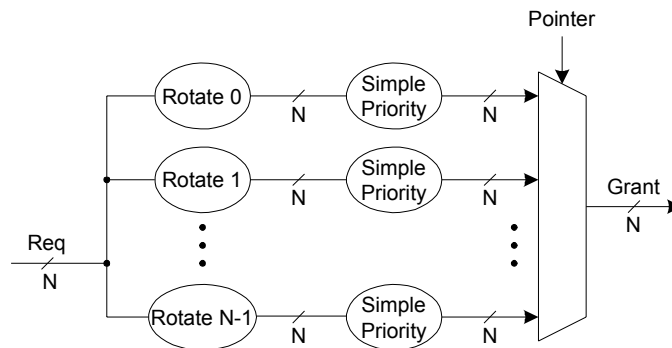 Pointer
Rotate 0
N
Simple
Priority
N
Rotate 1
N
Simple
Priority
N
Grant
N
Req
N
Rotate N-1
N
Simple
Priority
N